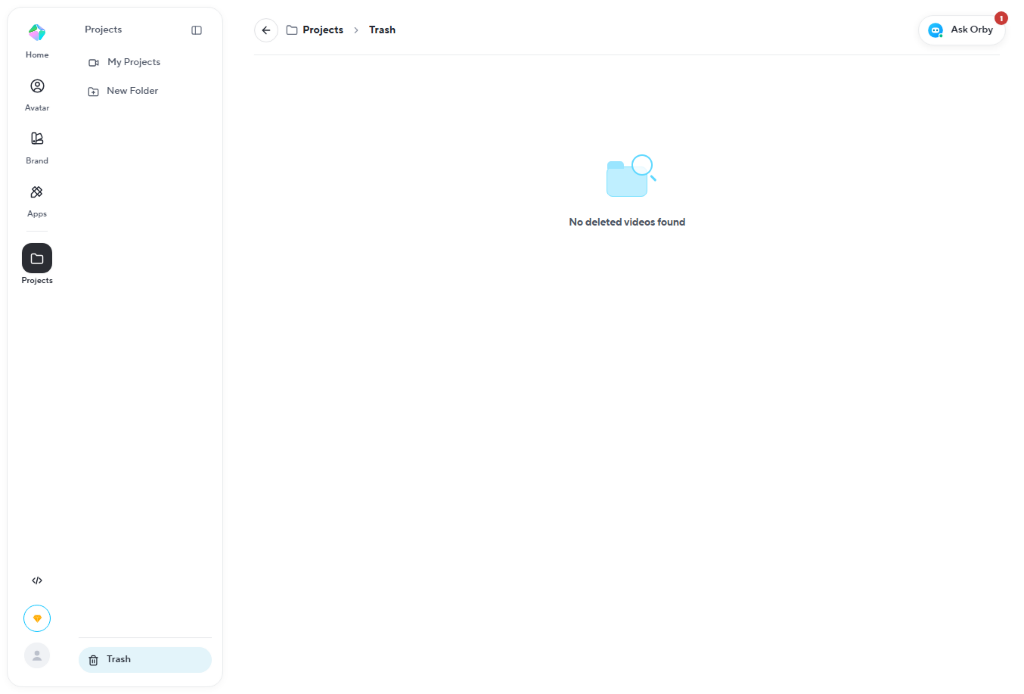 Home
Avatar
Brand
Apps
Projects
Projects
My Projects
New Folder
Trash
Projects > Trash
Ask Orby
1
No deleted videos found